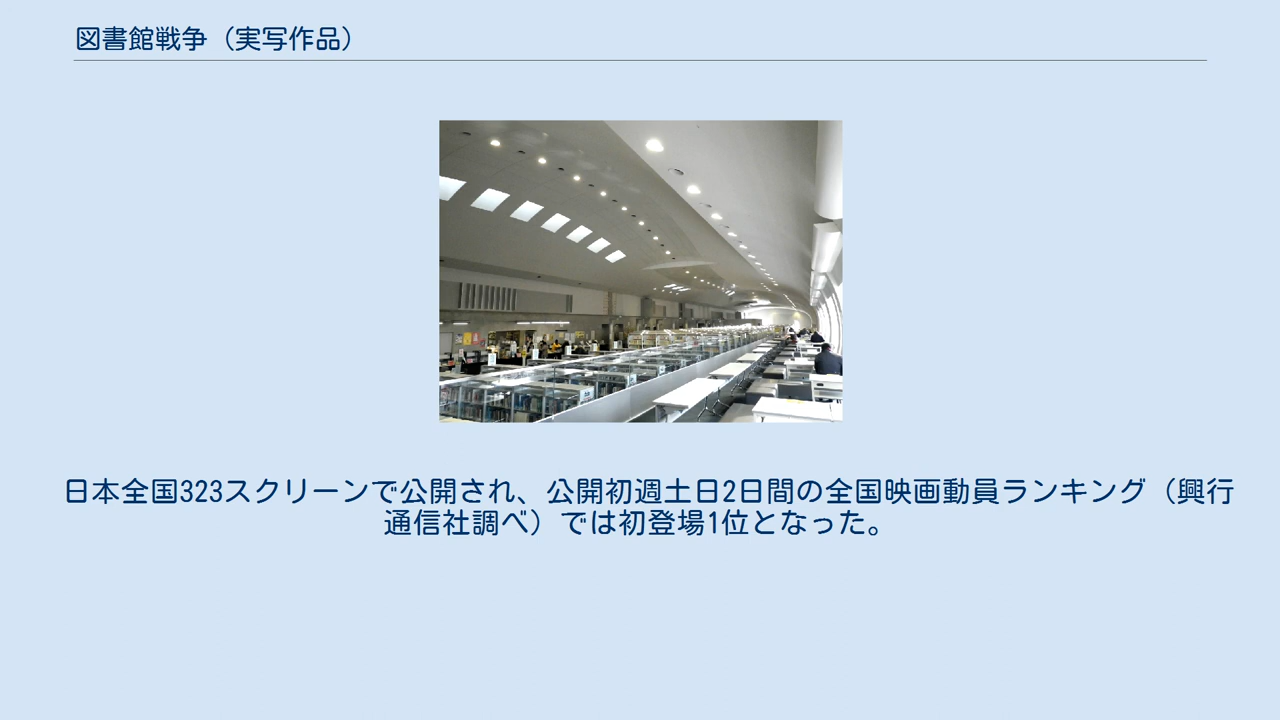 図書館戦争（実写作品）
日本全国323スクリーンで公開され、公開初週土日2日間の全国映画動員ランキング（興行
通信社調べ）では初登場1位となった。